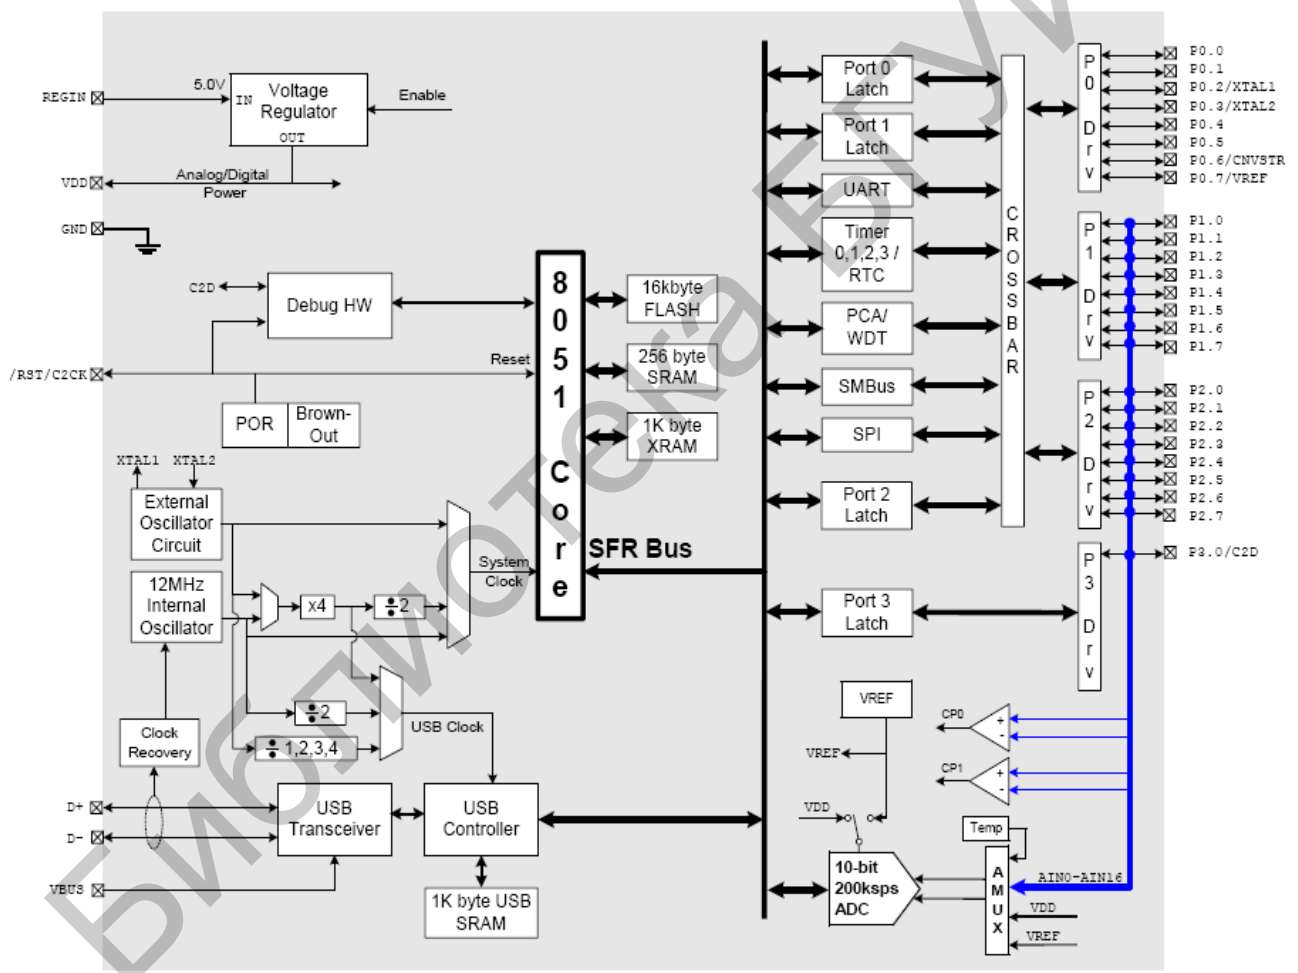 REGIN
5.0V
IN
Voltage
Regulator
OUT
Enable
VDD
Analog/Digital
Power
GND
C2D
Debug HW
/RST/C2CK
Reset
POR
Brown-
Out
XTAL1
XTAL2
External
Oscillator
Circuit
12MHz
Internal
Oscillator
x4
÷2
System
Clock
÷2
÷ 1,2,3,4
USB Clock
Clock
Recovery
D+
D-
VBUS
USB
Transceiver
USB
Controller
1K byte USB
SRAM
8051 Core
16kbyte
FLASH
256 byte
SRAM
1K byte
XRAM
SFR Bus
Port 0
Latch
Port 1
Latch
UART
Timer
0,1,2,3 /
RTC
PCA/
WDT
SMBus
SPI
Port 2
Latch
Port 3
Latch
CROSSBAR
P0 Drv
P0.0
P0.1
P0.2/XTAL1
P0.3/XTAL2
P0.4
P0.5
P0.6/CNVSTR
P0.7/VREF
P1 Drv
P1.0
P1.1
P1.2
P1.3
P1.4
P1.5
P1.6
P1.7
P2 Drv
P2.0
P2.1
P2.2
P2.3
P2.4
P2.5
P2.6
P2.7
P3 Drv
P3.0/C2D
VREF
VREF
VDD
CP0
+
-
CP1
+
-
Temp
10-bit
200ksps
ADC
AMUX
AIN0-AIN16
VDD
VREF
Библиотека БГУИ